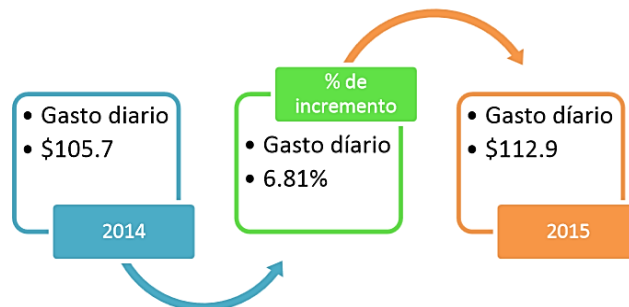 • Gasto diario
• $105.7
2014
% de
incremento
• Gasto díario
• 6.81%
• Gasto díario
• $112.9
2015